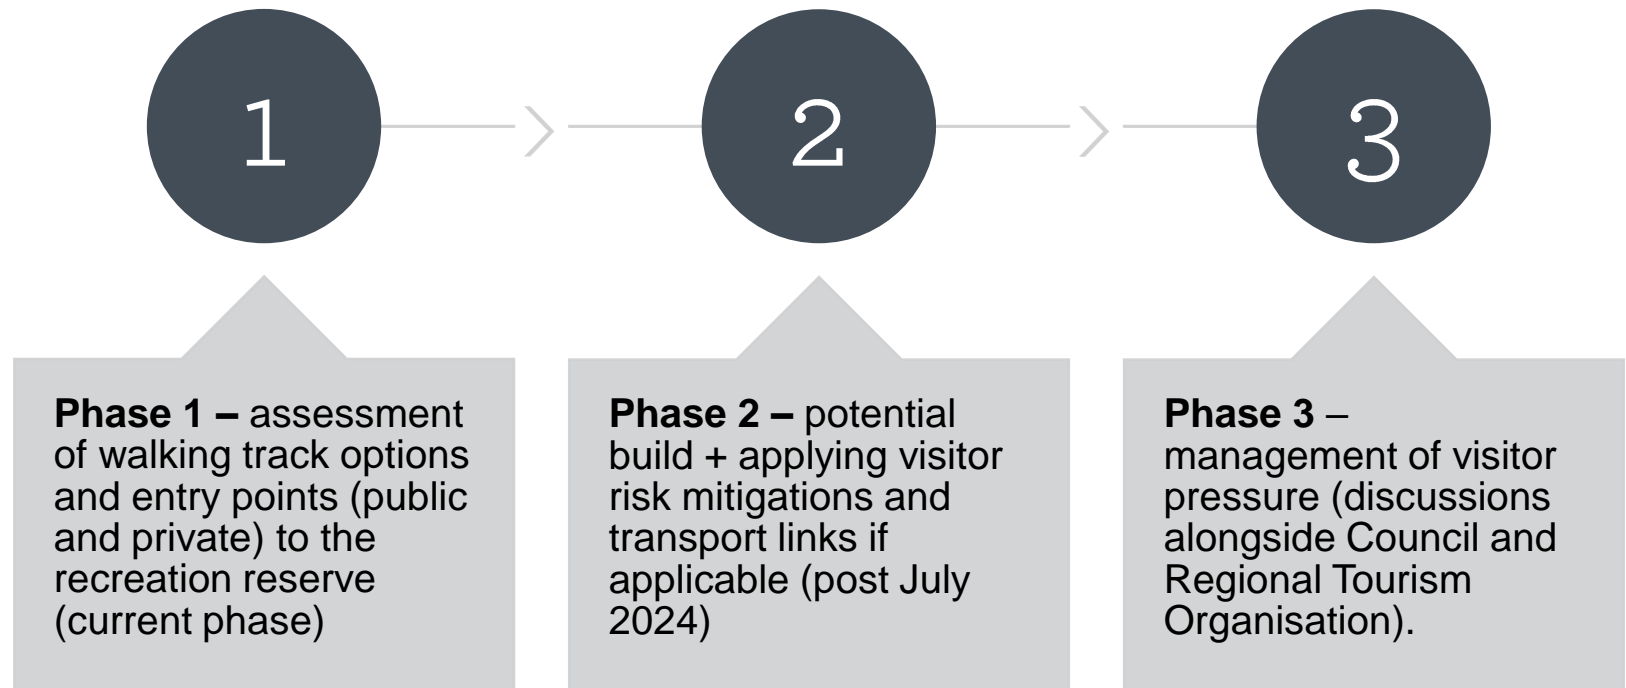 1
2
3
Phase 1 – assessment
of walking track options
and entry points (public
and private) to the
recreation reserve
(current phase)
Phase 2 – potential
build + applying visitor
risk mitigations and
transport links if
applicable (post July
2024)
Phase 3 –
management of visitor
pressure (discussions
alongside Council and
Regional Tourism
Organisation).